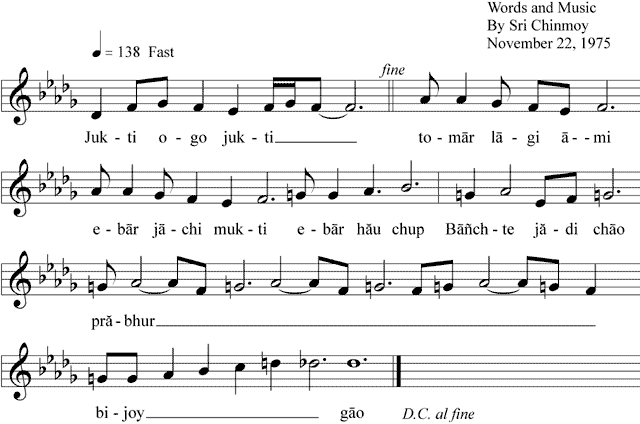 Words and Music
By Sri Chinmoy
November 22, 1975
= 138 Fast
fine
Juk - ti o - go juk - ti to - mār lā - gi ā - - mi
e - bār jā - chi muk - ti e - bār hău chup Bāñch - te jā - di chāo
pră - bhur
bi - joy gāo D.C. al fine